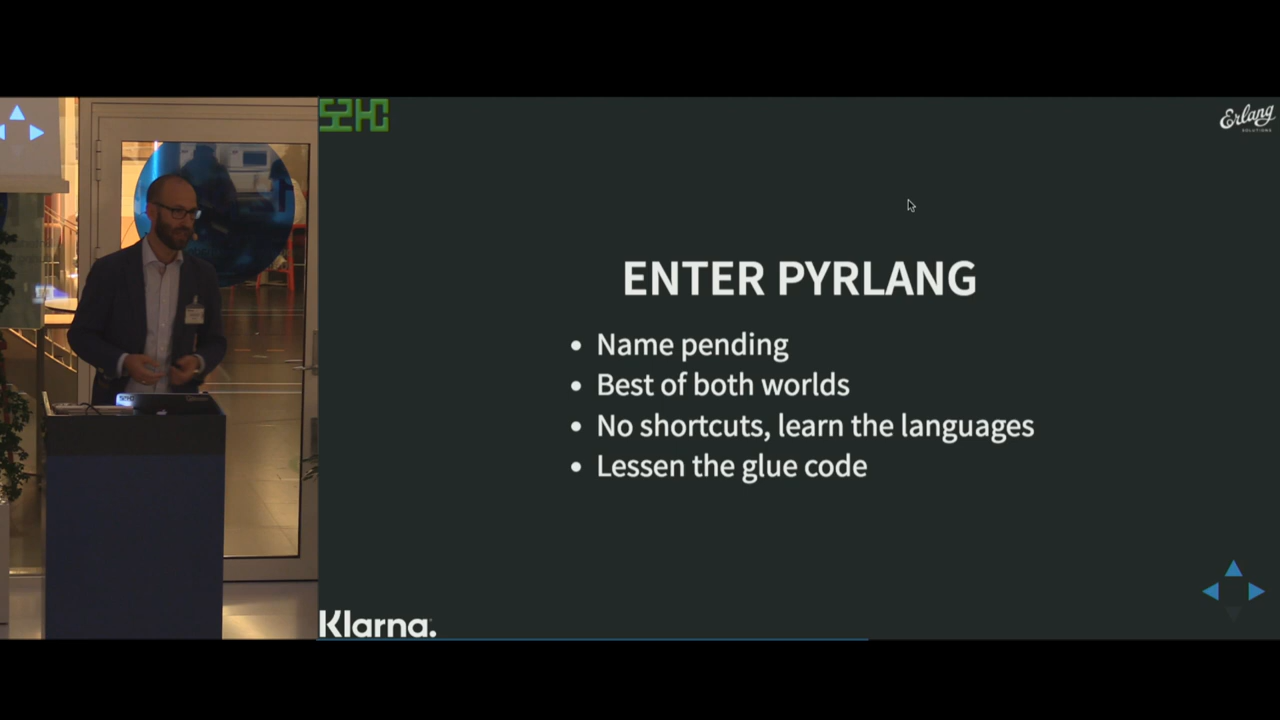 Erlang
SOLUTIONS
ENTER PYRLANG
Name pending
Best of both worlds
No shortcuts, learn the languages
Lessen the glue code
Klarna.